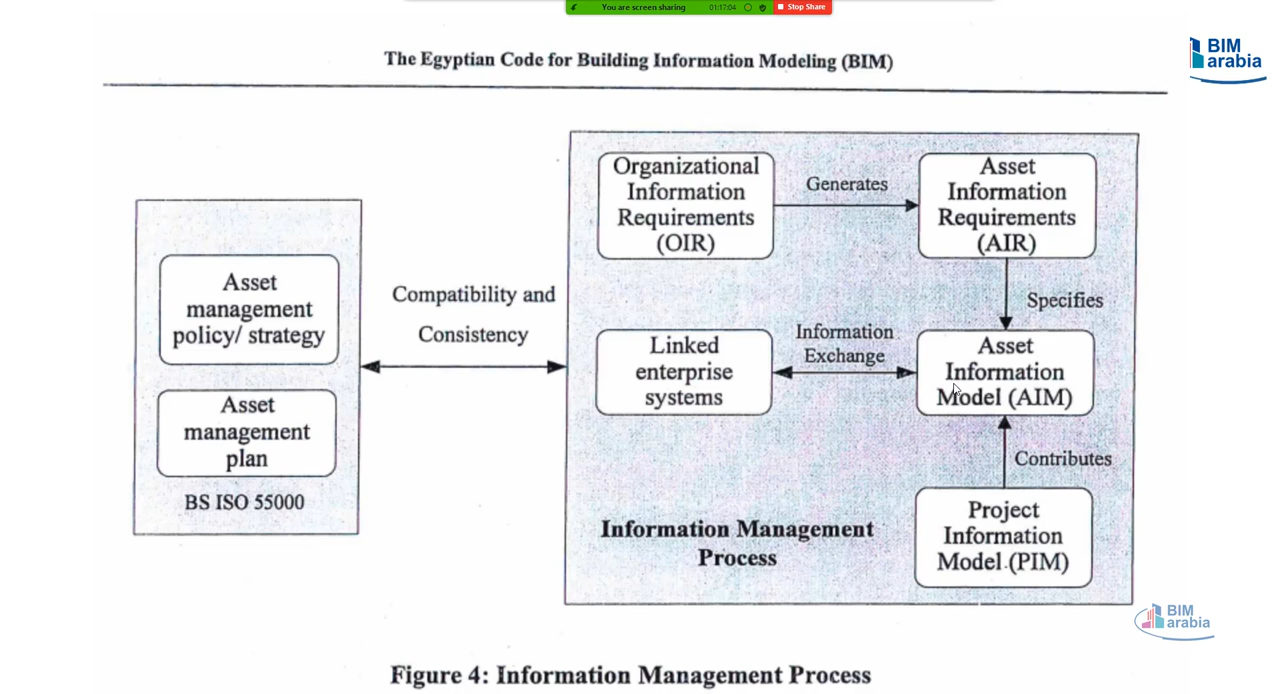 You are screen sharing 01:17:04 Stop Share
BIM
arabia
The Egyptian Code for Building Information Modeling (BIM)
Asset
management
policy/ strategy
Asset
management
plan
BS ISO 55000
Compatibility and
Consistency
Organizational
Information
Requirements
(OIR)
Generates
Asset
Information
Requirements
(AIR)
Specifies
Linked
enterprise
systems
Information
Exchange
Asset
Information
Model (AIM)
Contributes
Project
Information
Model (PIM)
Information Management
Process
BIM
arabia
Figure 4: Information Management Process